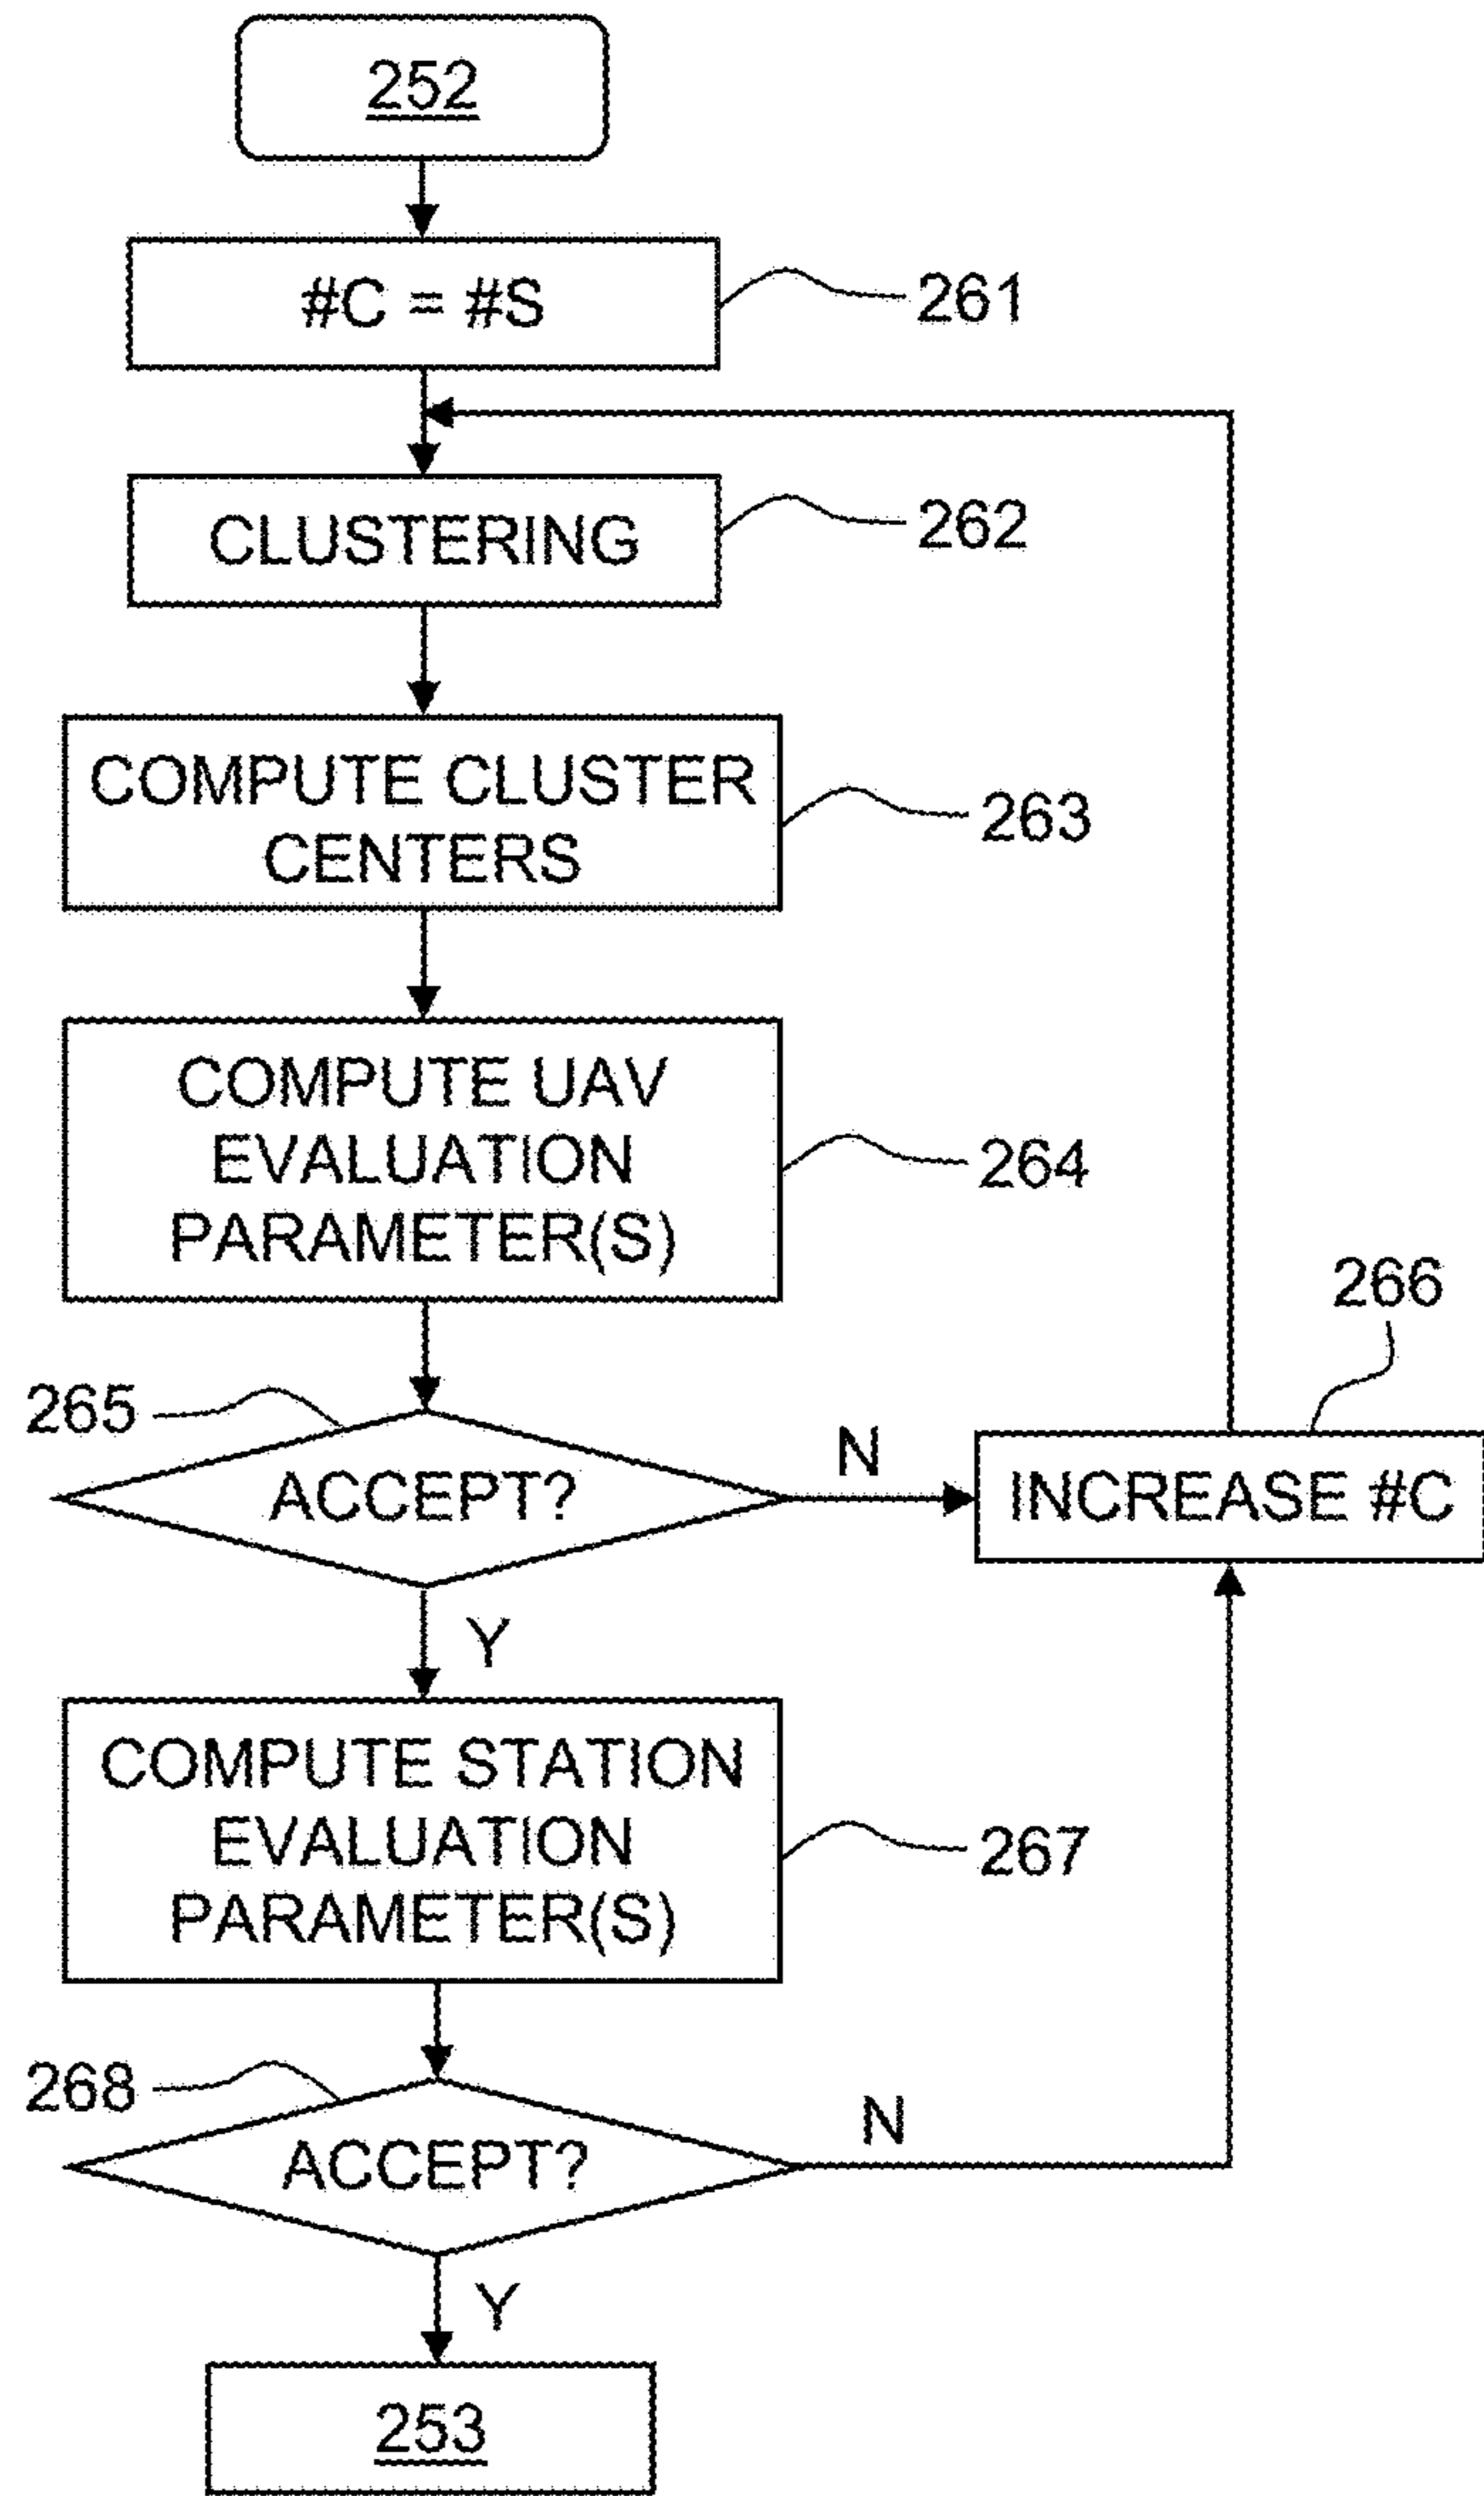 252
#C = #S
261
CLUSTERING
262
COMPUTE CLUSTER
CENTERS
263
COMPUTE UAV
EVALUATION
PARAMETER(S)
264
266
265
ACCEPT?
N
INCREASE #C
Y
COMPUTE STATION
EVALUATION
PARAMETER(S)
267
268
ACCEPT?
N
Y
253